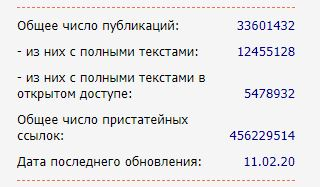 Общее число публикаций: 33601432
- из них с полными текстами: 12455128
- из них с полными текстами в
открытом доступе: 5478932
Общее число пристатейных
ссылок: 456229514
Дата последнего обновления: 11.02.20